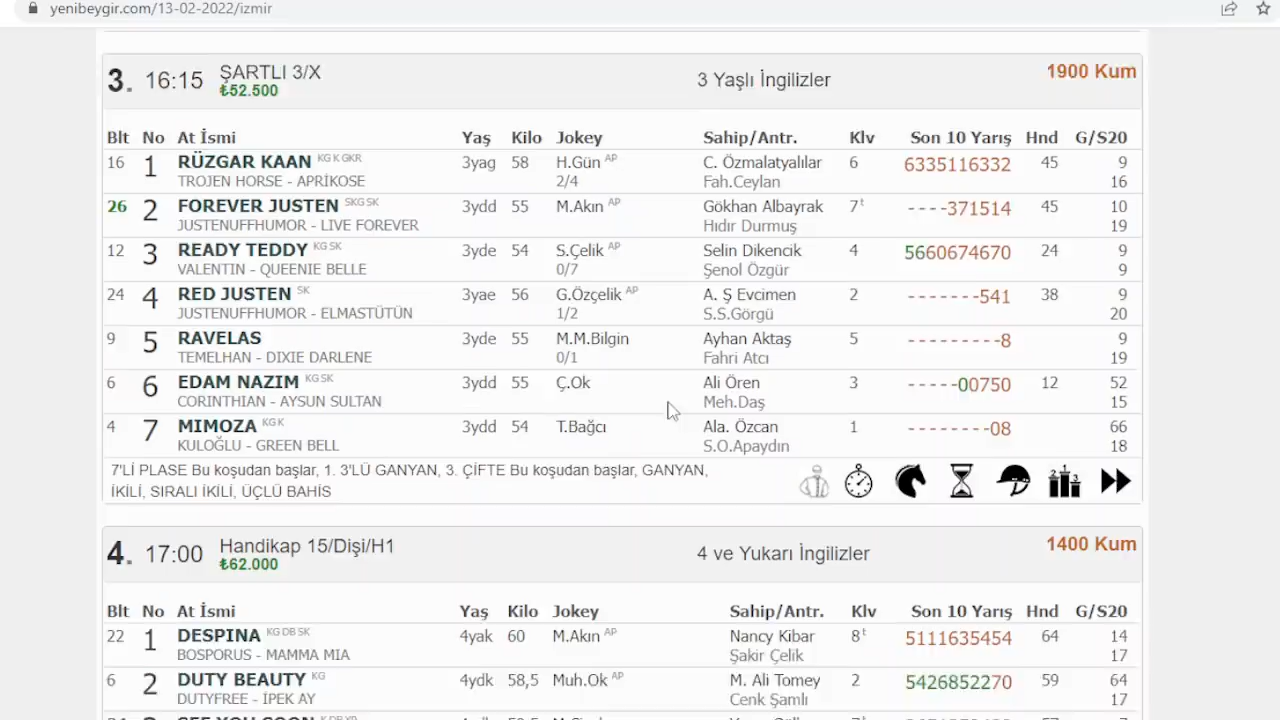 yenibeygir.com/13-02-2022/izmir
3. 16:15 ŞARTLI 3/X 3 Yaşlı İngilizler 1900 Kum
₺52.500
Blt No At İsmi Yaş Kilo Jokey Sahip/Antr. Klv Son 10 Yarış Hnd G/S20
16 1 RÜZGAR KAAN KG K GKR 3yag 58 H.Gün AP C. Özmalatyalılar 6 6335116332 45 9
TROJEN HORSE - APRİKOSE 2/4 Fah.Ceylan 16
26 2 FOREVER JUSTEN SKG SK 3ydd 55 M.Akın AP Gökhan Albayrak 7t ----371514 45 10
JUSTENUFFHUMOR - LIVE FOREVER Hıdır Durmuş 19
12 3 READY TEDDY KG SK 3yde 54 S.Çelik AP Selin Dikencik 4 5660674670 24 9
VALENTIN - QUEENIE BELLE 0/7 Şenol Özgür 9
24 4 RED JUSTEN SK 3yae 56 G.Özçelik AP A. Ş Evcimen 2 -------541 38 9
JUSTENUFFHUMOR - ELMASTÜTÜN 1/2 S.S.Görgü 20
9 5 RAVELAS 3yde 55 M.M.Bilgin Ayhan Aktaş 5 ---------8 9
TEMELHAN - DIXIE DARLENE 0/1 Fahri Atcı 19
6 6 EDAM NAZIM KG SK 3ydd 55 Ç.Ok Ali Ören 3 -----00750 12 52
CORINTHIAN - AYSUN SULTAN Meh.Daş 15
4 7 MIMOZA KG K 3ydd 54 T.Bağcı Ala. Özcan 1 --------08 66
KULOĞLU - GREEN BELL S.O.Apaydın 18
7'Lİ PLASE Bu koşudan başlar, 1. 3'LÜ GANYAN, 3. ÇİFTE Bu koşudan başlar, GANYAN,
İKİLİ, SIRALI İKİLİ, ÜÇLÜ BAHİS
4. 17:00 Handikap 15/Dişi/H1 4 ve Yukarı İngilizler 1400 Kum
₺62.000
Blt No At İsmi Yaş Kilo Jokey Sahip/Antr. Klv Son 10 Yarış Hnd G/S20
22 1 DESPINA KG DB SK 4yak 60 M.Akın AP Nancy Kibar 8t 5111635454 64 14
BOSPORUS - MAMMA MIA Şakir Çelik 17
6 2 DUTY BEAUTY KG 4ydk 58,5 Muh.Ok AP M. Ali Tomey 2 5426852270 59 64
DUTYFREE - İPEK AY Cenk Şamlı 17